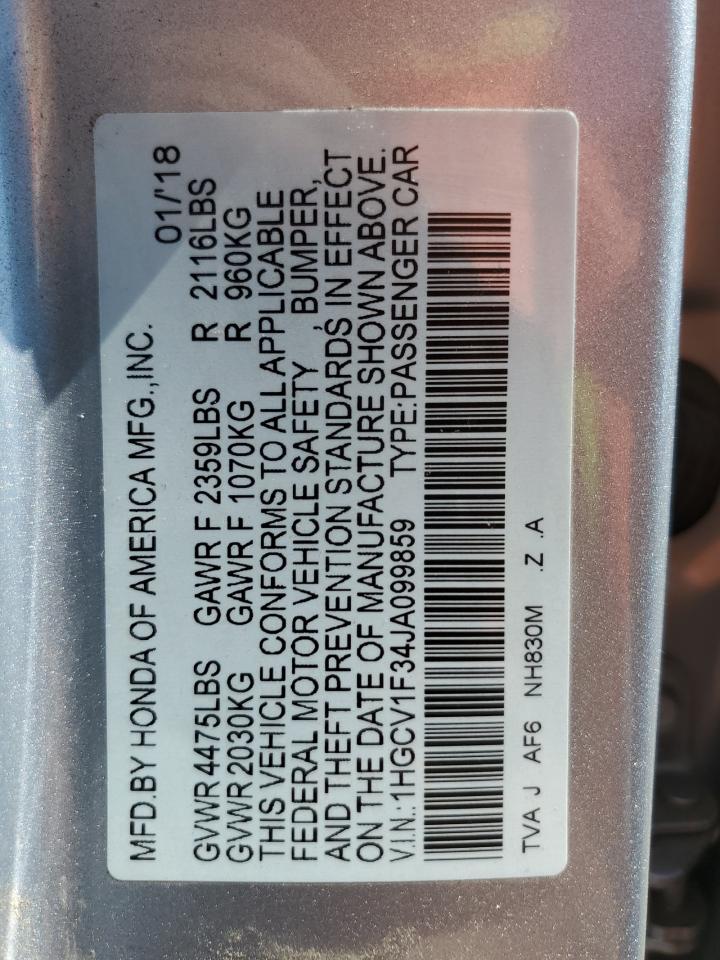 MFD.BY HONDA OF AMERICA MFG.,INC. 01/'18
GVWR 4475LBS GAWR F 2359LBS R 2116LBS
GVWR 2030KG GAWR F 1070KG R 960KG
THIS VEHICLE CONFORMS TO ALL APPLICABLE
FEDERAL MOTOR VEHICLE SAFETY, BUMPER,
AND THEFT PREVENTION STANDARDS IN EFFECT
ON THE DATE OF MANUFACTURE SHOWN ABOVE.
V.I.N.:1HGCV1F34JA099859 TYPE:PASSENGER CAR
TVA J AF6 NH830M .Z .A